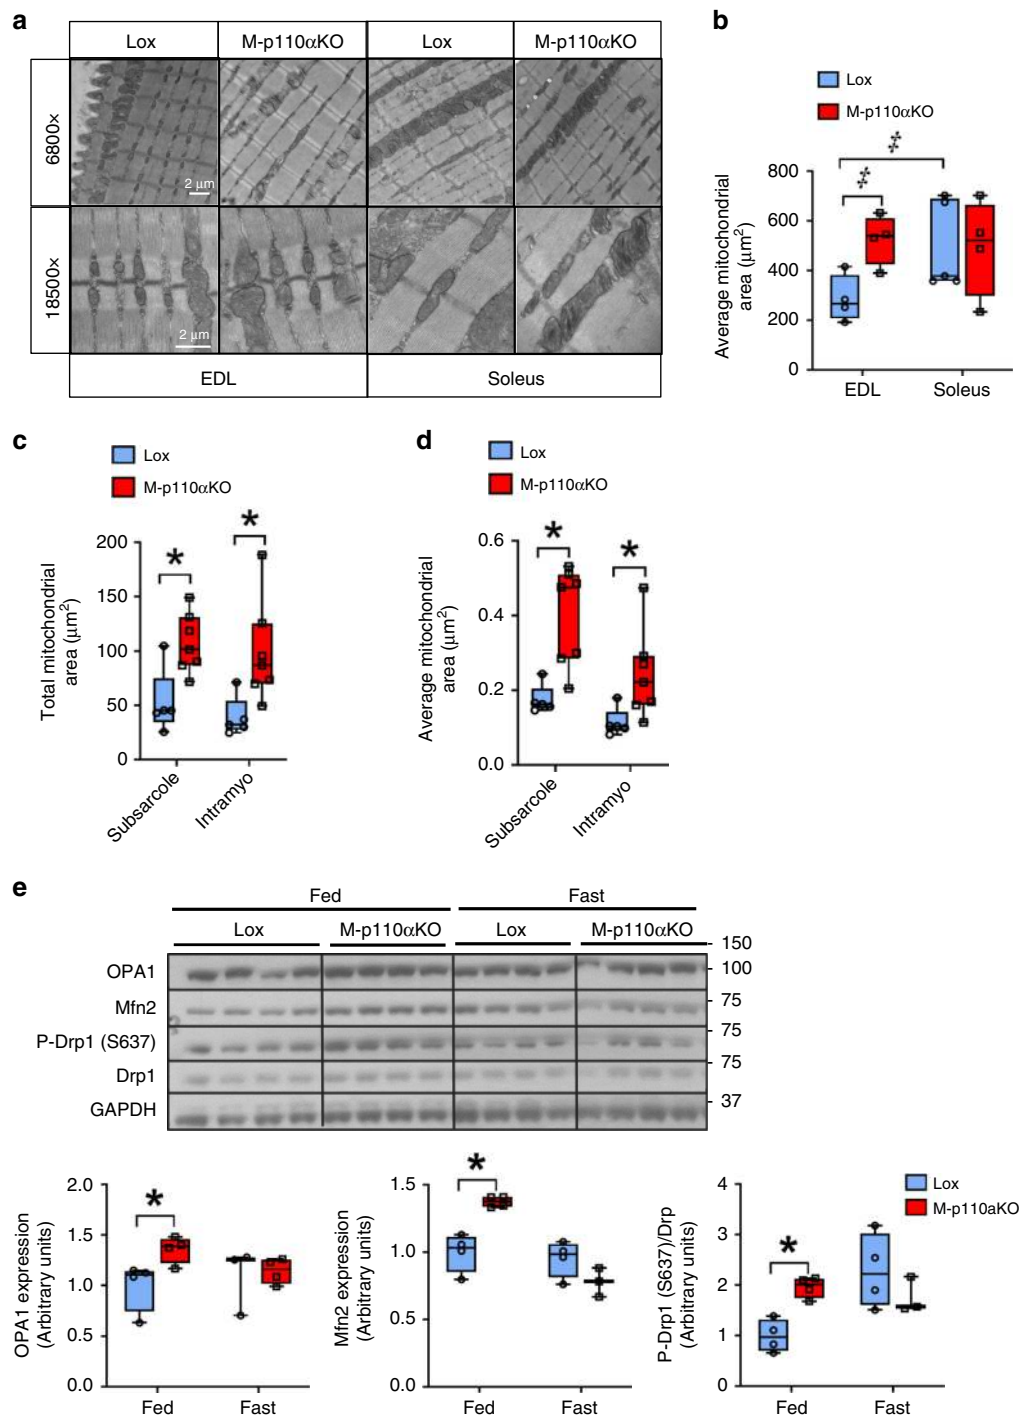 a
Lox
M-p110αKO
Lox
M-p110αKO
6800×
2 μm
18500×
2 μm
EDL
Soleus
b
Lox
M-p110αKO
Average mitochondrial
area (μm²)
800
600
400
200
0
EDL
Soleus
c
Lox
M-p110αKO
Total mitochondrial
area (μm²)
200
150
100
50
0
*
*
Subsarcole
Intramyo
d
Lox
M-p110αKO
Average mitochondrial
area (μm²)
0.6
0.4
0.2
0.0
*
*
Subsarcole
Intramyo
e
Fed
Fast
Lox
M-p110αKO
Lox
M-p110αKO
OPA1
Mfn2
P-Drp1 (S637)
Drp1
GAPDH
150
100
75
75
75
37
OPA1 expression
(Arbitrary units)
2.0
1.5
1.0
0.5
0.0
*
Fed
Fast
Mfn2 expression
(Arbitrary units)
1.5
1.0
0.5
0.0
*
Fed
Fast
P-Drp1 (S637)/Drp
(Arbitrary units)
4
3
2
1
0
*
Fed
Fast
Lox
M-p110aKO